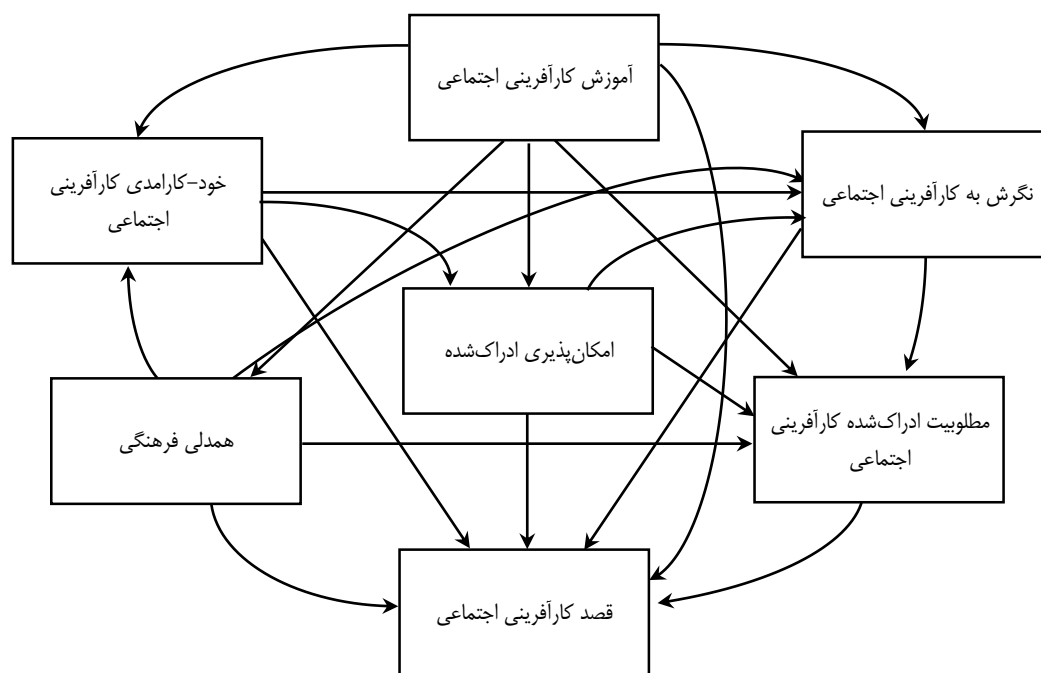 آموزش کارآفرینی اجتماعی
خود-کارامدی کارآفرینی
اجتماعی
نگرش به کارآفرینی اجتماعی
امکان‌پذیری ادراک‌شده
همدلی فرهنگی
مطلوبیت ادراک‌شده کارآفرینی
اجتماعی
قصد کارآفرینی اجتماعی